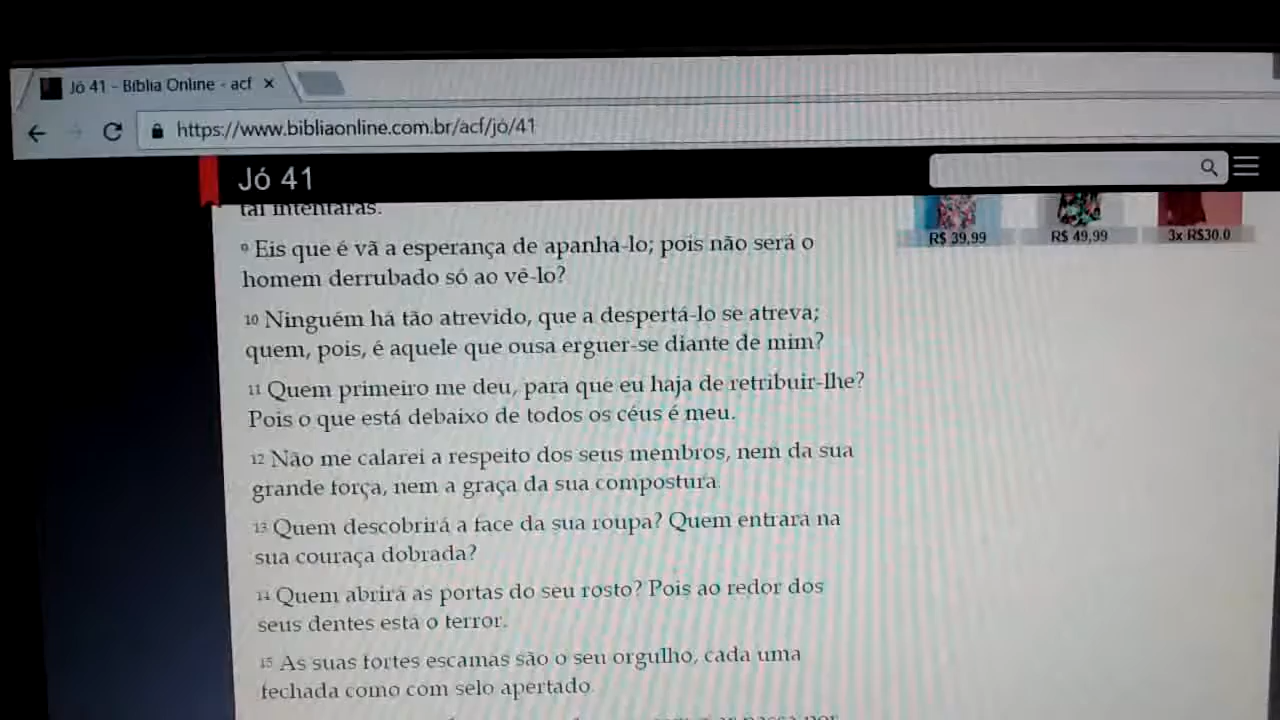 Jó 41 - Bíblia Online - acf ×
https://www.bibliaonline.com.br/acf/jó/41
Jó 41
tal intentarás.
R$ 39,99 R$ 49,99 3x R$30.0
9 Eis que é vã a esperança de apanhá-lo; pois não será o
homem derrubado só ao vê-lo?
10 Ninguém há tão atrevido, que a despertá-lo se atreva;
quem, pois, é aquele que ousa erguer-se diante de mim?
11 Quem primeiro me deu, para que eu haja de retribuir-lhe?
Pois o que está debaixo de todos os céus é meu.
12 Não me calarei a respeito dos seus membros, nem da sua
grande força, nem a graça da sua compostura.
13 Quem descobrirá a face da sua roupa? Quem entrará na
sua couraça dobrada?
14 Quem abrirá as portas do seu rosto? Pois ao redor dos
seus dentes está o terror.
15 As suas fortes escamas são o seu orgulho, cada uma
fechada como com selo apertado.